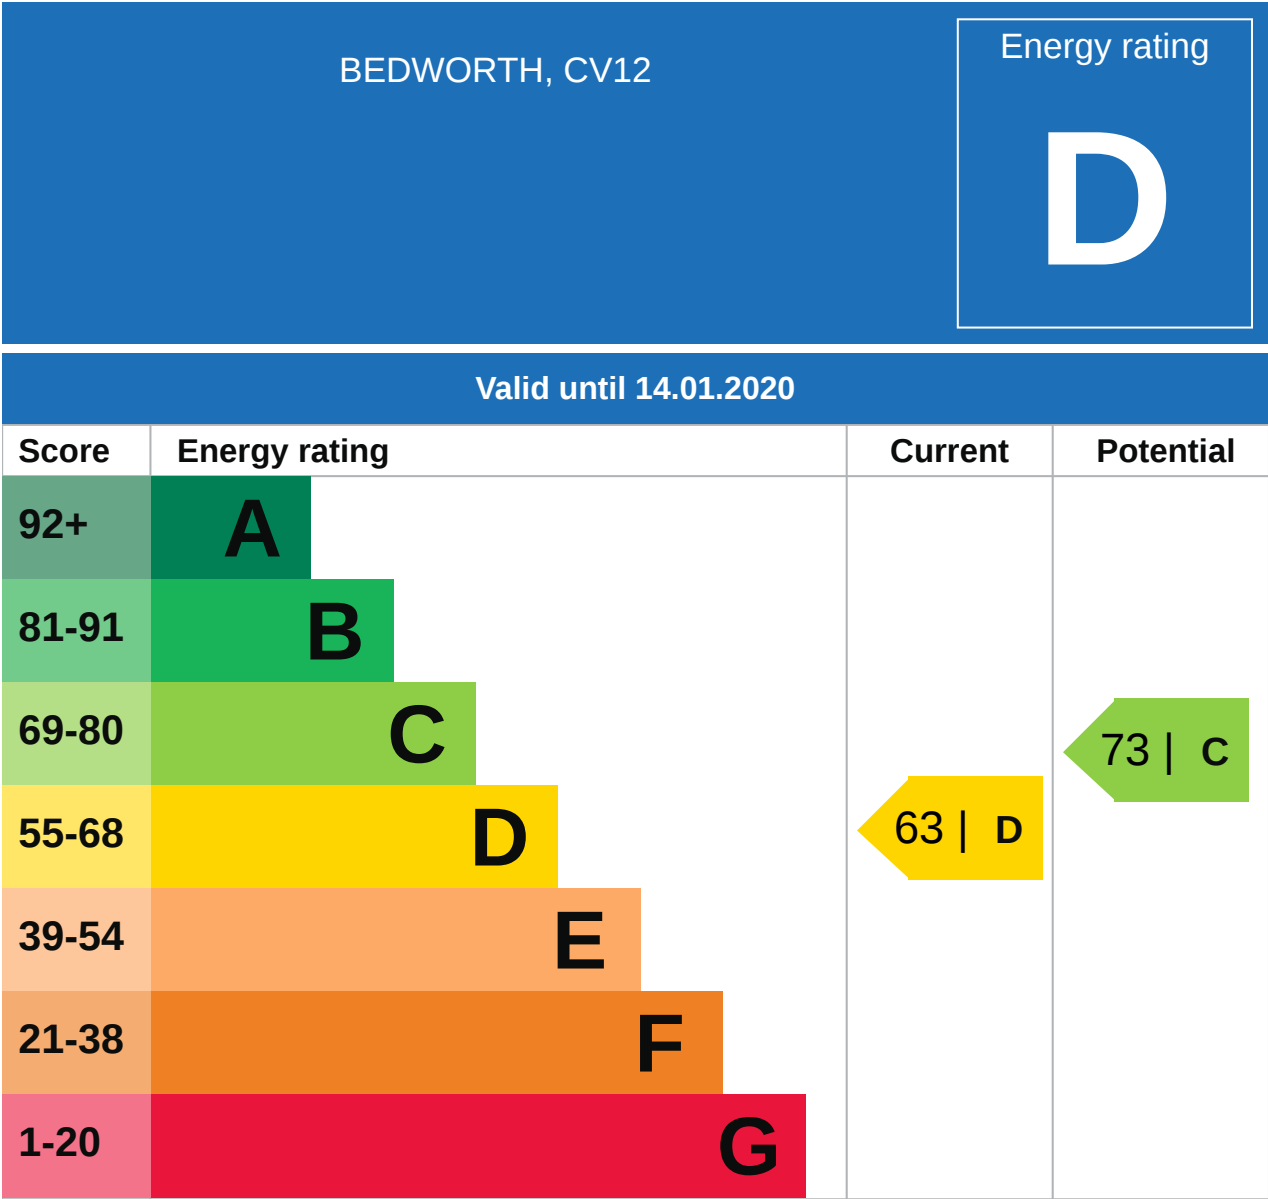 BEDWORTH, CV12
Energy rating
D
Valid until 14.01.2020
Score Energy rating Current Potential
92+ A
81-91 B
69-80 C
73 | C
55-68 D
63 | D
39-54 E
21-38 F
1-20 G